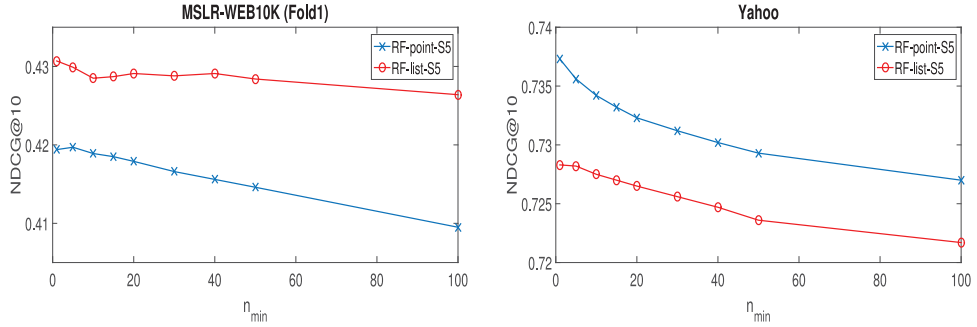 MSLR-WEB10K (Fold1)
NDCG@10
0.43
0.42
0.41
0 20 40 60 80 100
n_min
RF-point-S5
RF-list-S5
Yahoo
NDCG@10
0.74
0.735
0.73
0.725
0.72
0 20 40 60 80 100
n_min
RF-point-S5
RF-list-S5